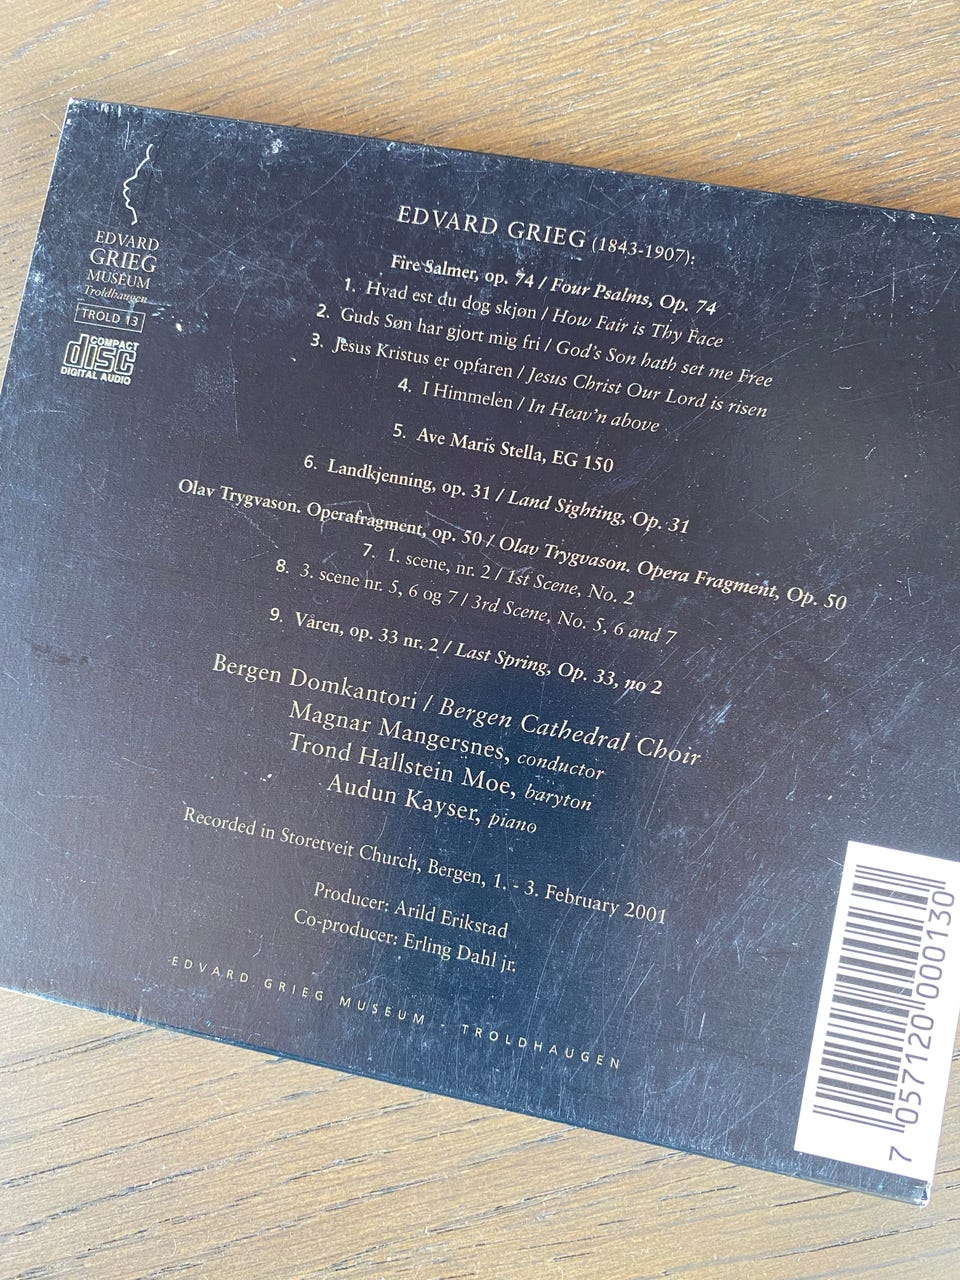 EDVARD
GRIEG
MUSEUM
Troldhaugen
TROLD 13
COMPACT
disc
DIGITAL AUDIO
EDVARD GRIEG (1843-1907):
Fire Salmer, op. 74 / Four Psalms, Op. 74
1. Hvad est du dog skjøn / How Fair is Thy Face
2. Guds Søn har gjort mig fri / God's Son hath set me Free
3. Jesus Kristus er opfaren / Jesus Christ Our Lord is risen
4. I Himmelen / In Heav'n above
5. Ave Maris Stella, EG 150
6. Landkjenning, op. 31 / Land Sighting, Op. 31
Olav Trygvason. Operafragment, op. 50 / Olav Trygvason. Opera Fragment, Op. 50
7. 1. scene, nr. 2 / 1st Scene, No. 2
8. 3. scene nr. 5, 6 og 7 / 3rd Scene, No. 5, 6 and 7
9. Våren, op. 33 nr. 2 / Last Spring, Op. 33, no 2
Bergen Domkantori / Bergen Cathedral Choir
Magnar Mangersnes, conductor
Trond Hallstein Moe, baryton
Audun Kayser, piano
Recorded in Storetveit Church, Bergen, 1. - 3. February 2001
Producer: Arild Erikstad
Co-producer: Erling Dahl jr.
EDVARD GRIEG MUSEUM - TROLDHAUGEN
7 057120 000130